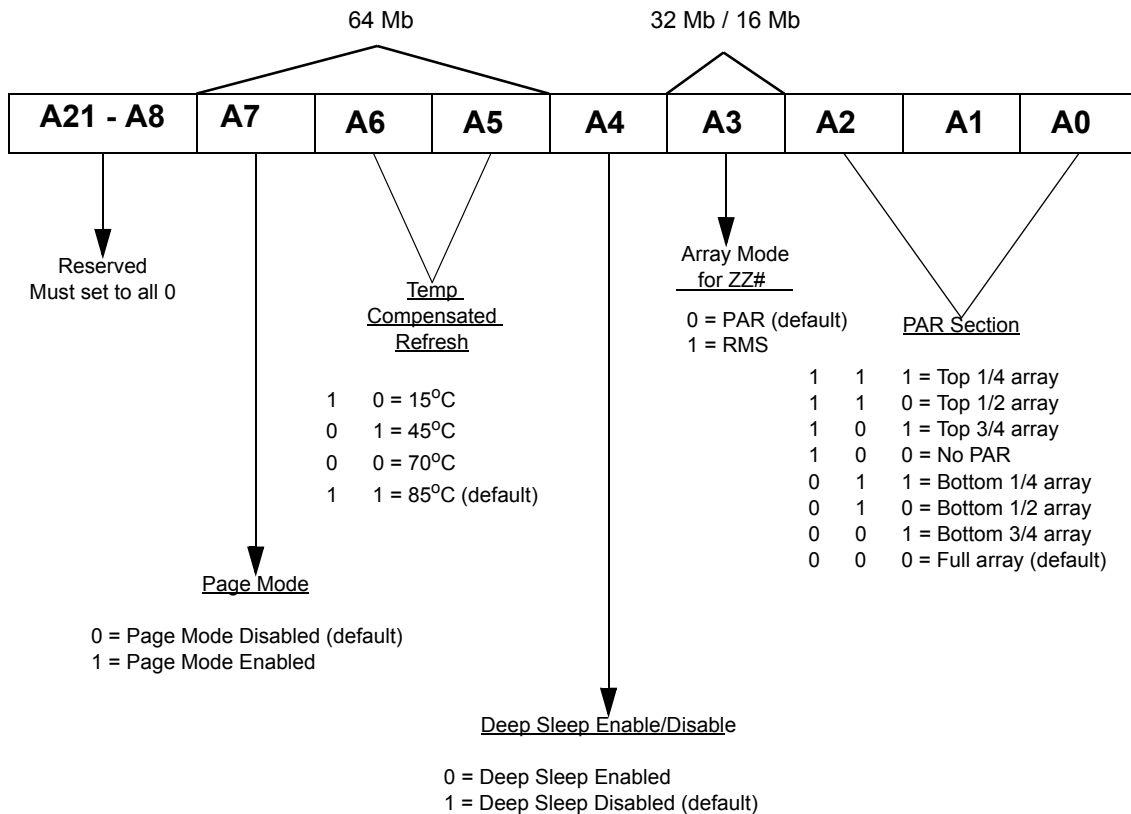 64 Mb
32 Mb / 16 Mb
A21 - A8 A7 A6 A5 A4 A3 A2 A1 A0
Reserved
Must set to all 0
Temp
Compensated
Refresh
1 0 = 15ºC
0 1 = 45ºC
0 0 = 70ºC
1 1 = 85ºC (default)
Array Mode
for ZZ#
0 = PAR (default)
1 = RMS
PAR Section
1 1 1 = Top 1/4 array
1 1 0 = Top 1/2 array
1 0 1 = Top 3/4 array
1 0 0 = No PAR
0 1 1 = Bottom 1/4 array
0 1 0 = Bottom 1/2 array
0 0 1 = Bottom 3/4 array
0 0 0 = Full array (default)
Page Mode
0 = Page Mode Disabled (default)
1 = Page Mode Enabled
Deep Sleep Enable/Disable
0 = Deep Sleep Enabled
1 = Deep Sleep Disabled (default)